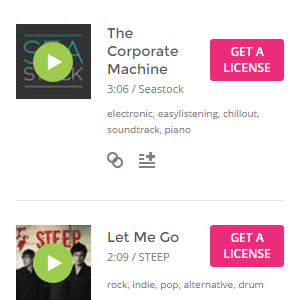 SEA
STOCK
The
Corporate
Machine
3:06 / Seastock
GET A
LICENSE
electronic, easylistening, chillout,
soundtrack, piano
STEEP
Let Me Go
2:09 / STEEP
GET A
LICENSE
rock, indie, pop, alternative, drum